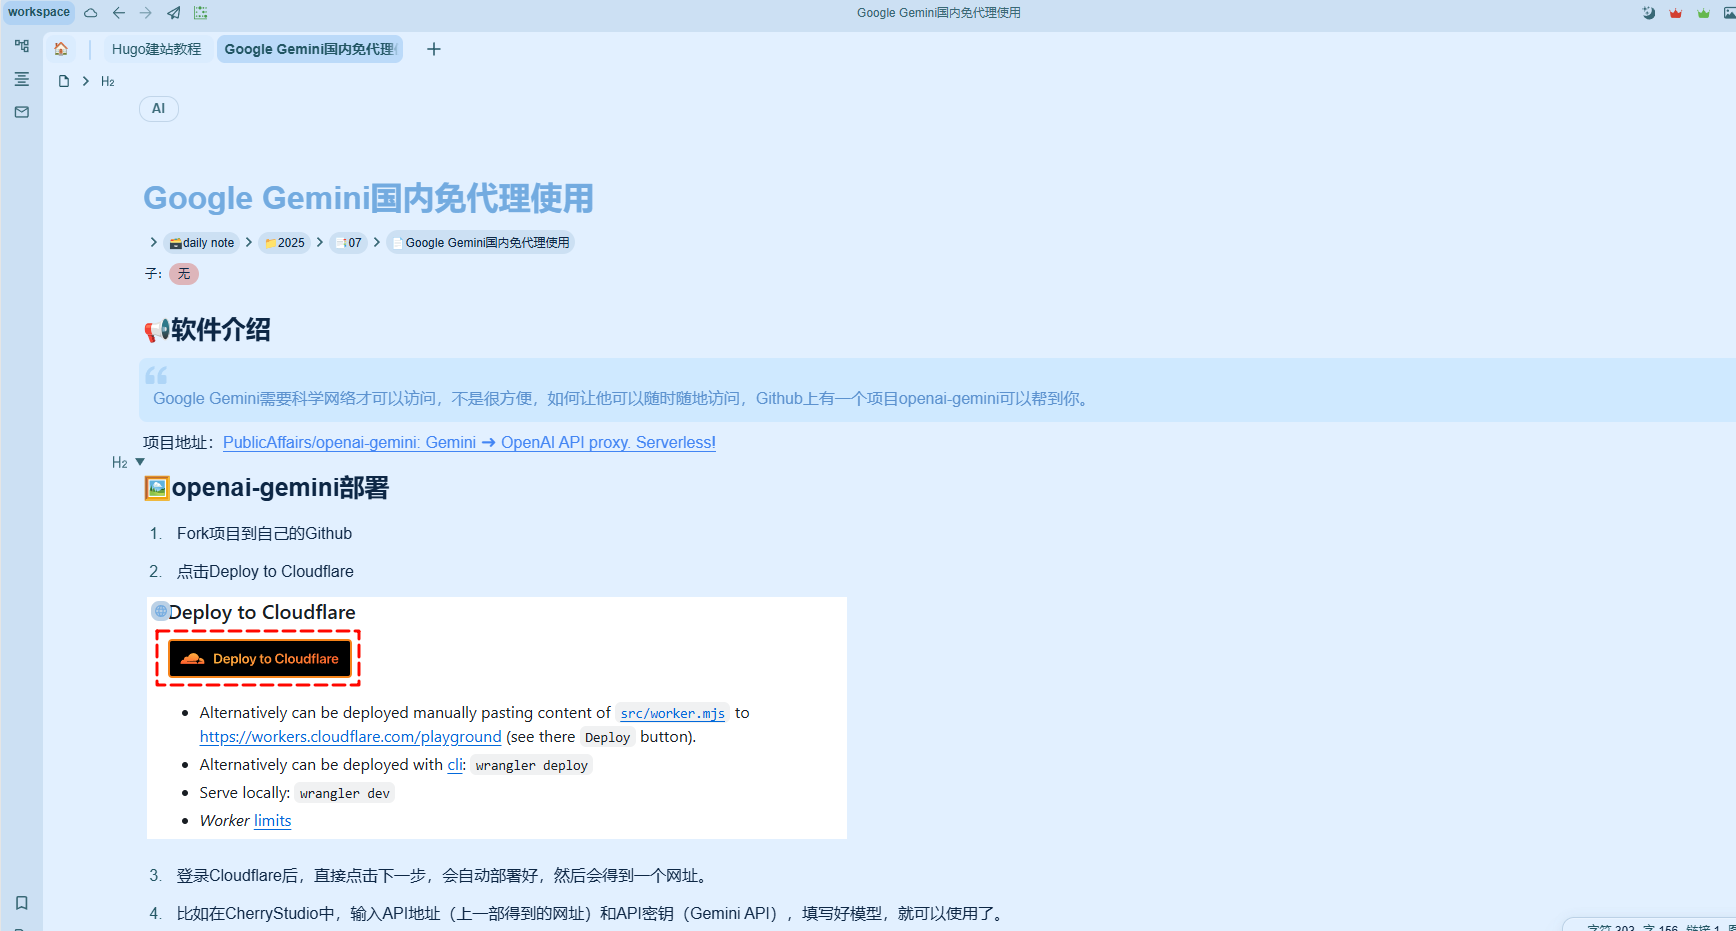 workspace
Google Gemini国内免代理使用
Hugo建站教程
Google Gemini国内免代理
H2
AI
Google Gemini国内免代理使用
daily note
2025
07
Google Gemini国内免代理使用
子：
无
软件介绍
Google Gemini需要科学网络才可以访问，不是很方便，如何让他可以随时随地访问，Github上有一个项目openai-gemini可以帮到你。
项目地址：PublicAffairs/openai-gemini: Gemini ➜ OpenAI API proxy. Serverless!
H2
openai-gemini部署
1. Fork项目到自己的Github
2. 点击Deploy to Cloudflare
Deploy to Cloudflare
Deploy to Cloudflare
• Alternatively can be deployed manually pasting content of src/worker.mjs to
https://workers.cloudflare.com/playground (see there Deploy button).
• Alternatively can be deployed with cli: wrangler deploy
• Serve locally: wrangler dev
• Worker limits
3. 登录Cloudflare后，直接点击下一步，会自动部署好，然后会得到一个网址。
4. 比如在CherryStudio中，输入API地址（上一部得到的网址）和API密钥（Gemini API），填写好模型，就可以使用了。
字符 303 字 156 链接 1